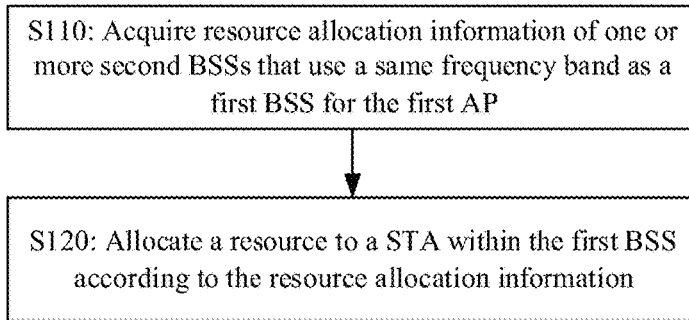 S110: Acquire resource allocation information of one or
more second BSSs that use a same frequency band as a
first BSS for the first AP
S120: Allocate a resource to a STA within the first BSS
according to the resource allocation information